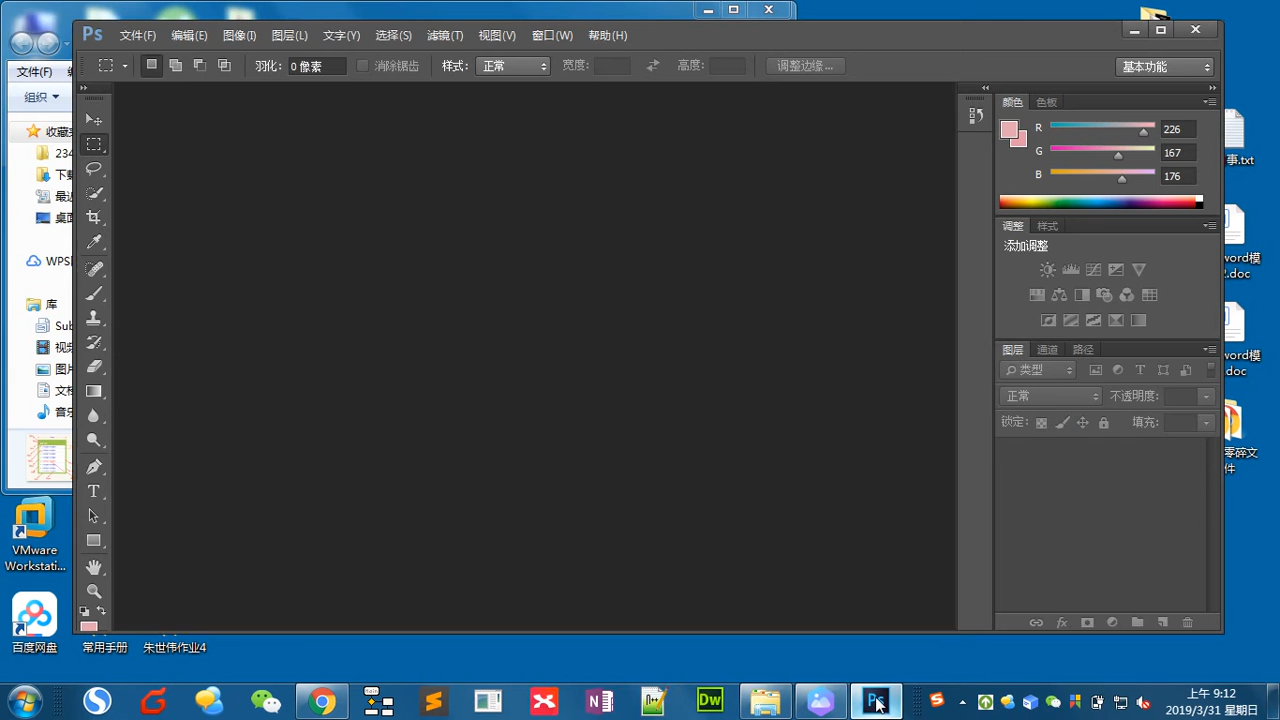 Ps 文件(F) 编辑(E) 图像(I) 图层(L) 文字(Y) 选择(S) 滤镜(T) 视图(V) 窗口(W) 帮助(H)
羽化: 0 像素 消除锯齿 样式: 正常 宽度: 高度: 调整边缘... 基本功能
文件(F)
组织
收藏夹
234
下载
最近
桌面
库
视频
图片
文档
音乐
颜色 色板
R 226
G 167
B 176
调整 样式
添加调整
图层 通道 路径
类型
正常 不透明度:
锁定: 填充:
事.txt
word模
.doc
word模
.doc
零碎文
件
VMware
Workstati...
百度网盘
常用手册
朱世伟作业4
Dw
Ps
上午 9:12
2019/3/31 星期日